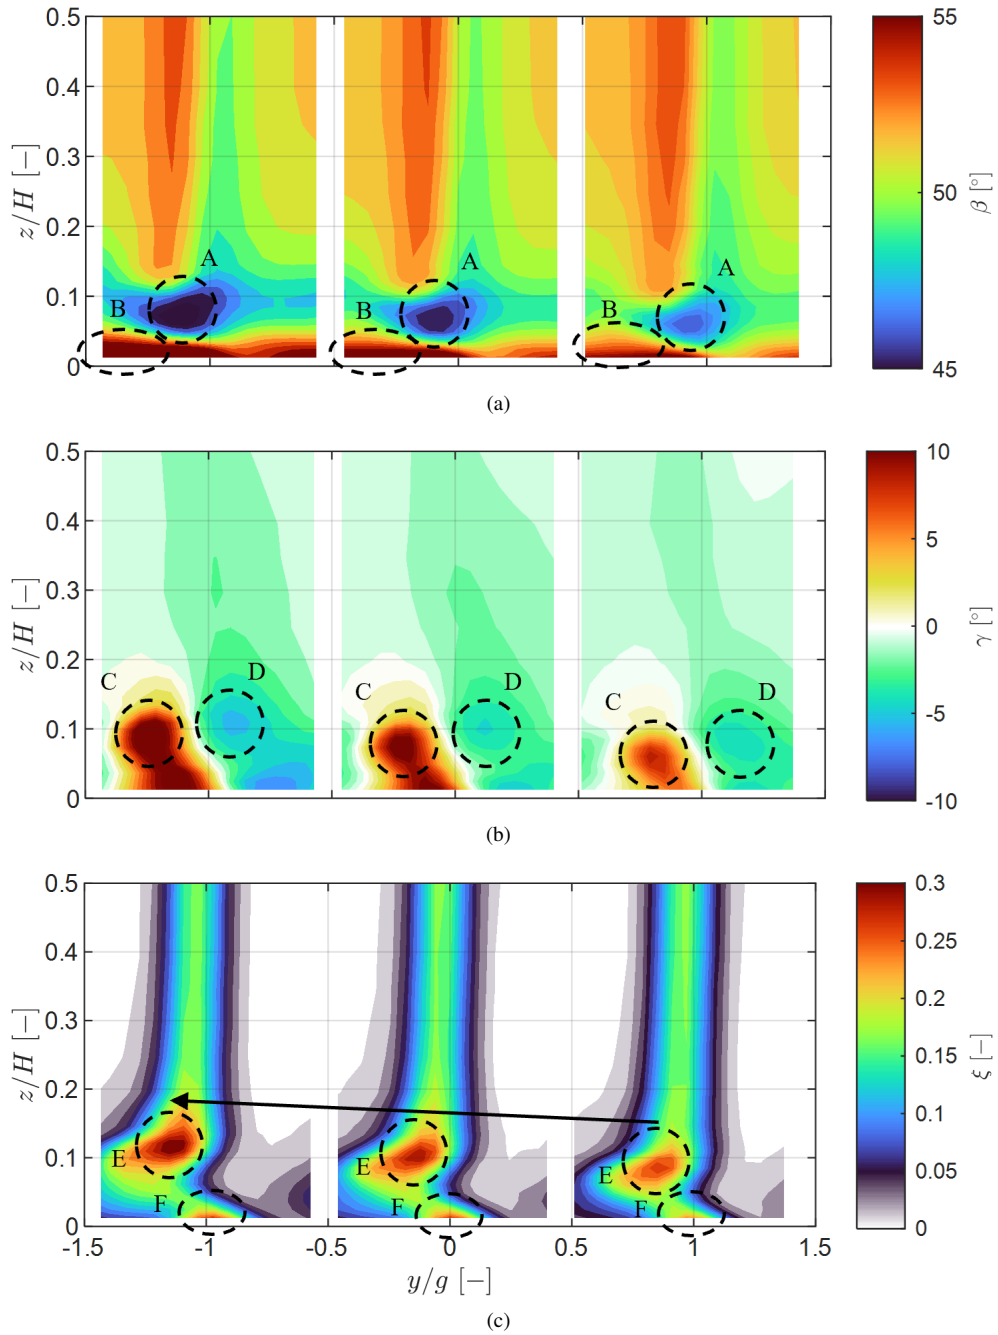 0.5
0.4
0.3
0.2
0.1
0
z/H [−]
A
B
A
B
A
B
55
50
45
β [°]
(a)
0.5
0.4
0.3
0.2
0.1
0
z/H [−]
C
D
C
D
C
D
10
5
0
-5
-10
γ [°]
(b)
0.5
0.4
0.3
0.2
0.1
0
z/H [−]
E
F
E
F
E
F
-1.5
-1
-0.5
0
0.5
1
1.5
y/g [−]
0.3
0.25
0.2
0.15
0.1
0.05
0
ξ [−]
(c)